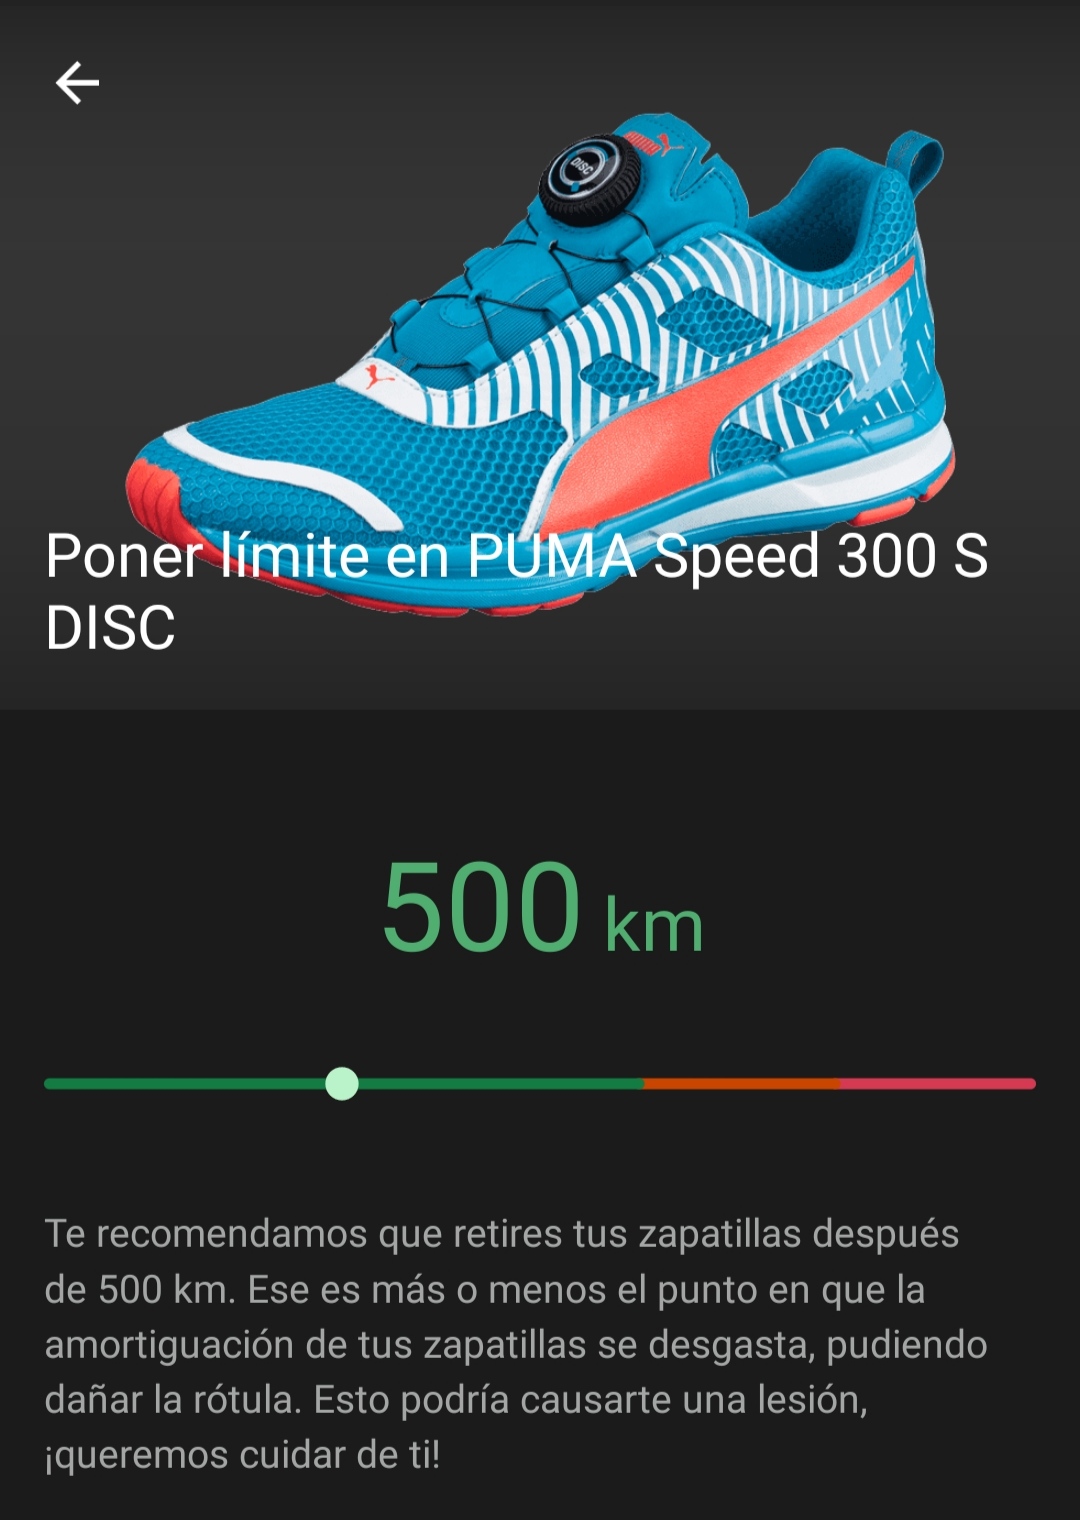 DISC
PUMA
Poner límite en PUMA Speed 300 S
DISC
500 km
Te recomendamos que retires tus zapatillas después
de 500 km. Ese es más o menos el punto en que la
amortiguación de tus zapatillas se desgasta, pudiendo
dañar la rótula. Esto podría causarte una lesión,
¡queremos cuidar de ti!